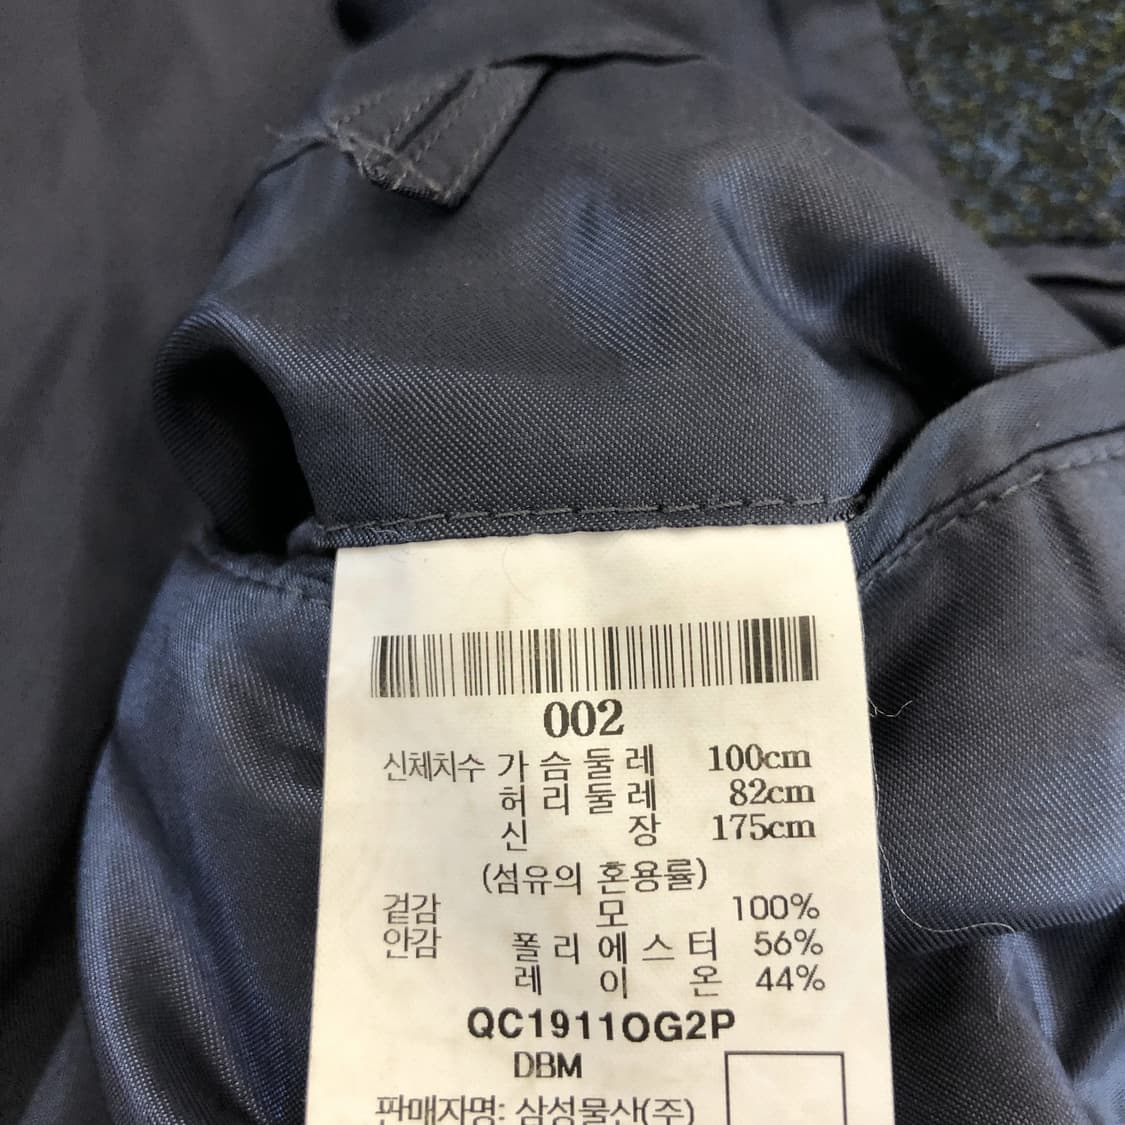 002
신체치수 가슴둘레 100cm
허리둘레 82cm
신장 175cm
(섬유의 혼용률)
겉감 모 100%
안감 폴리에스터 56%
레이온 44%
QC1911OG2P
DBM
판매자명: 삼성물산(주)